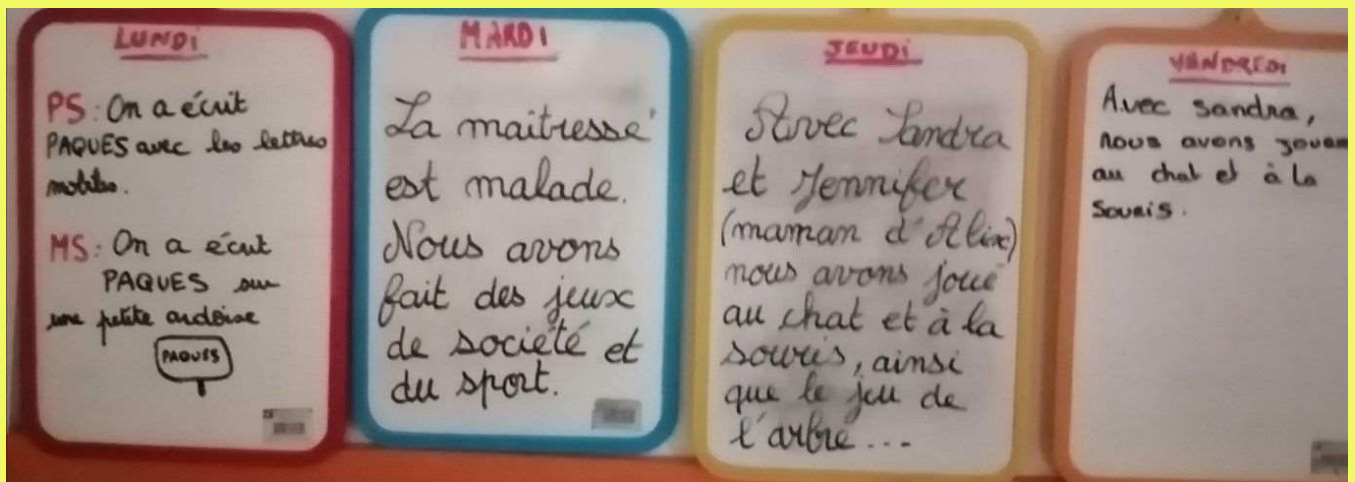 LUNDi
PS: On a écrit
PAQUES avec les lettres
mobiles.
MS: On a écrit
PAQUES sur
une petite ardoise
PAQUES
MARDI
La maitresse
est malade.
Nous avons
fait des jeux
de société et
du sport.
JEUDi
Avec Sandra
et Jennifer
(maman d'Alix)
nous avons joué
au chat et à la
souris, ainsi
que le jeu de
l'arbre...
VANDREDI
Avec Sandra,
nous avons
au chat et à la
Souris.